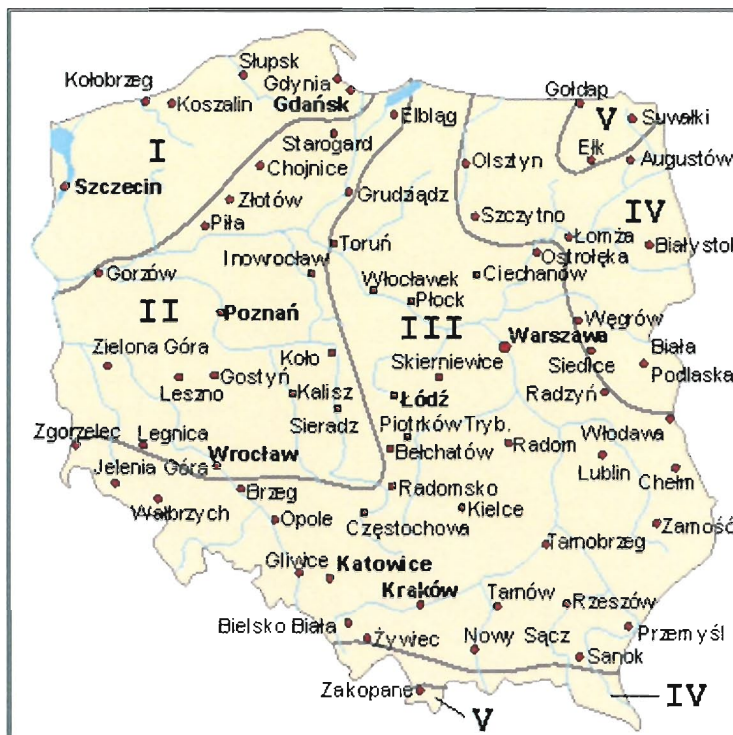 Słupsk
Gdynia
Kołobrzeg
Koszalin
Gdańsk
Gołdap
V
Suwałki
Elbląg
I
Starogard
Ełk
Olsztyn
Augustów
Chojnice
Szczecin
Złotów
Grudziądz
IV
Szczytno
Piła
Toruń
Łomża
Białystok
Ostrołęka
Inowrocław
Gorzów
Ciechanów
Włocławek
Płock
II
Poznań
III
Węgrów
Warszawa
Koło
Zielona Góra
Skierniewice
Siedlce
Biała
Podlaska
Gostyń
Leszno
Kalisz
Łódź
Radzyń
Sieradz
Zgorzelec
Legnica
Piotrków Tryb.
Włodawa
Wrocław
Bełchatów
Radom
Jelenia Góra
Lublin
Chełm
Brzeg
Radomsko
Wałbrzych
Kielce
Opole
Częstochowa
Zamość
Tarnobrzeg
Gliwice
Katowice
Kraków
Tarnów
Rzeszów
Bielsko Biała
Żywiec
Nowy Sącz
Przemyśl
Sanok
Zakopane
IV
V